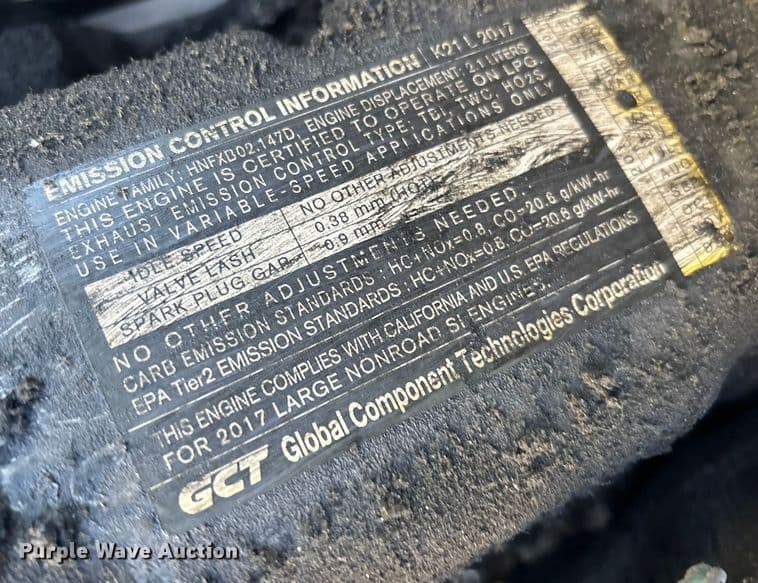 EMISSION CONTROL INFORMATION K21 L 2017
ENGINE FAMILY: HNFXB02.147D ENGINE DISPLACEMENT: 2.1 LITERS
THIS ENGINE IS CERTIFIED TO OPERATE ON LPG.
EXHAUST EMISSION CONTROL TYPE: TBI, TWC, HO2S
USE IN VARIABLE-SPEED APPLICATIONS ONLY
IDLE SPEED NO OTHER ADJUSTMENTS NEEDED
VALVE LASH 0.38 mm (HOT)
SPARK PLUG GAP 0.9 mm
NO OTHER ADJUSTMENTS NEEDED.
CARB EMISSION STANDARDS : HC+NOx=0.8, CO=20.6 g/kW-hr
EPA Tier2 EMISSION STANDARDS : HC+NOx=0.8, CO=20.6 g/kW-hr
THIS ENGINE COMPLIES WITH CALIFORNIA AND U.S. EPA REGULATIONS
FOR 2017 LARGE NONROAD SI ENGINES.
GCT Global Component Technologies Corporation
Purple Wave Auction